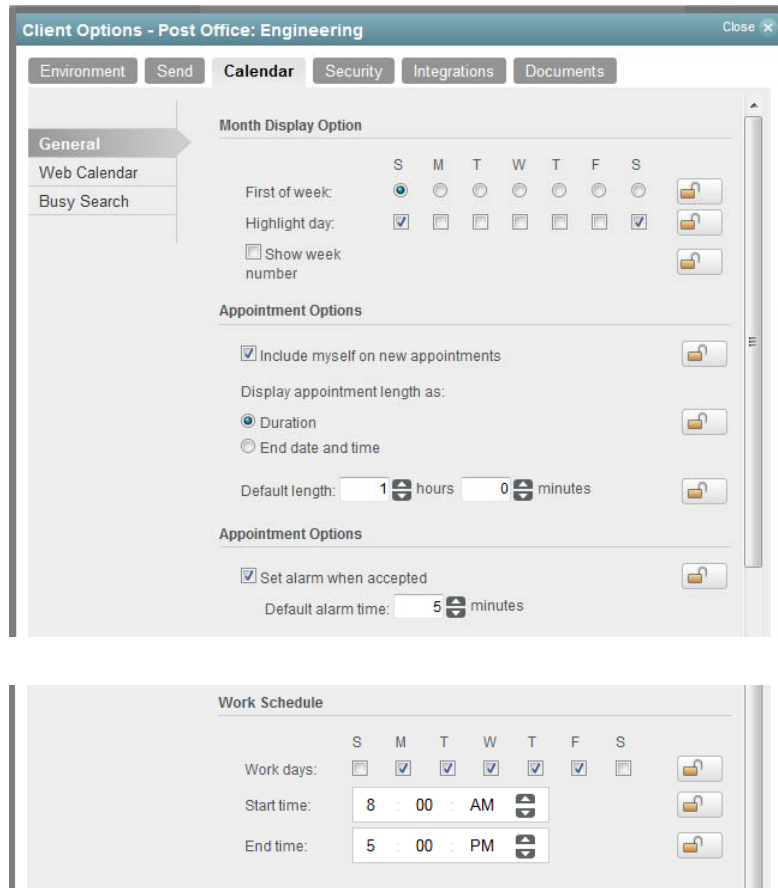 Client Options - Post Office: Engineering
Close
Environment Send Calendar Security Integrations Documents
General
Web Calendar
Busy Search
Month Display Option
S M T W T F S
First of week:
Highlight day:
Show week
number
Appointment Options
Include myself on new appointments
Display appointment length as:
Duration
End date and time
Default length: 1 hours 0 minutes
Appointment Options
Set alarm when accepted
Default alarm time: 5 minutes
Work Schedule
S M T W T F S
Work days:
Start time: 8 : 00 : AM
End time: 5 : 00 : PM